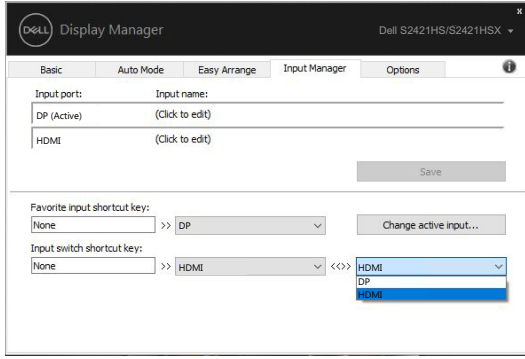 DELL Display Manager Dell S2421HS/S2421HSX x
Basic Auto Mode Easy Arrange Input Manager Options i
Input port: Input name:
DP (Active) (Click to edit)
HDMI (Click to edit)
Save
Favorite input shortcut key:
None >> DP Change active input...
Input switch shortcut key:
None >> HDMI <<>> HDMI
DP
HDMI